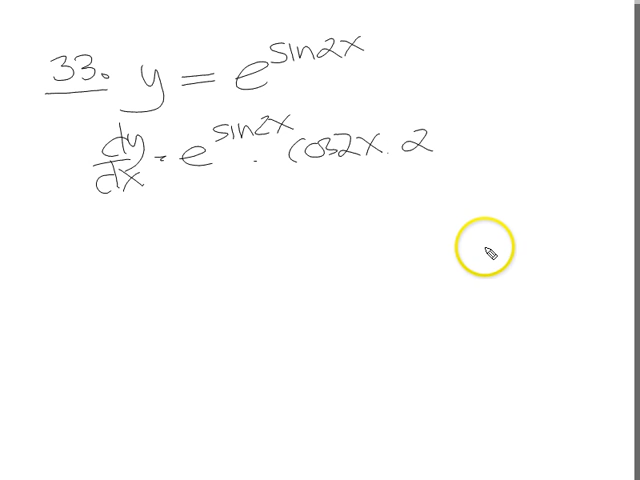 33. y = e^sin2x
dy/dx = e^sin2x · cos2x · 2